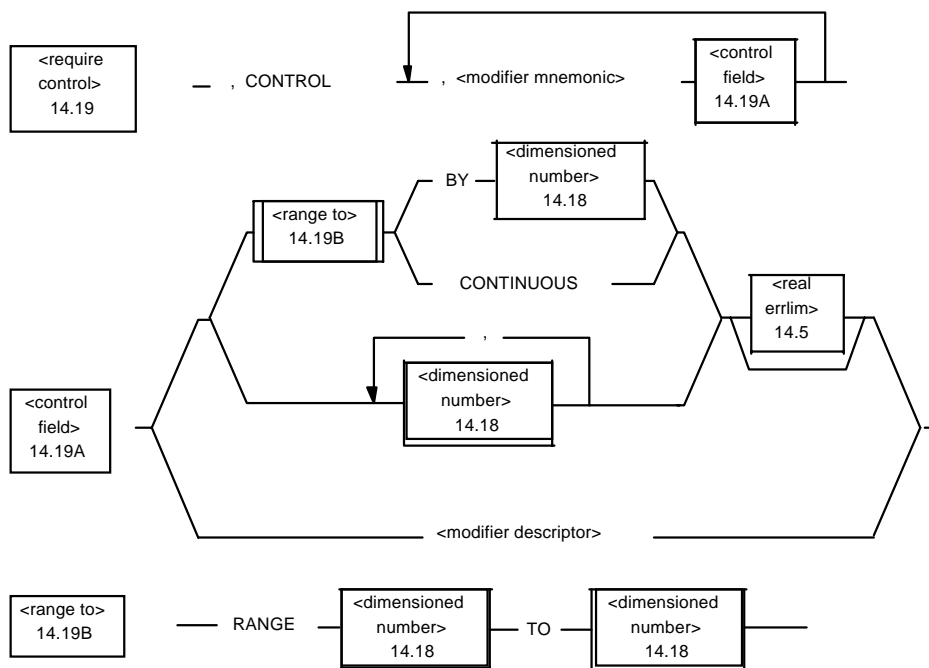 <require
control>
14.19
, CONTROL
, <modifier mnemonic>
<control
field>
14.19A
<range to>
14.19B
BY
<dimensioned
number>
14.18
CONTINUOUS
<real
errlim>
14.5
,
<dimensioned
number>
14.18
<control
field>
14.19A
<modifier descriptor>
<range to>
14.19B
RANGE
<dimensioned
number>
14.18
TO
<dimensioned
number>
14.18